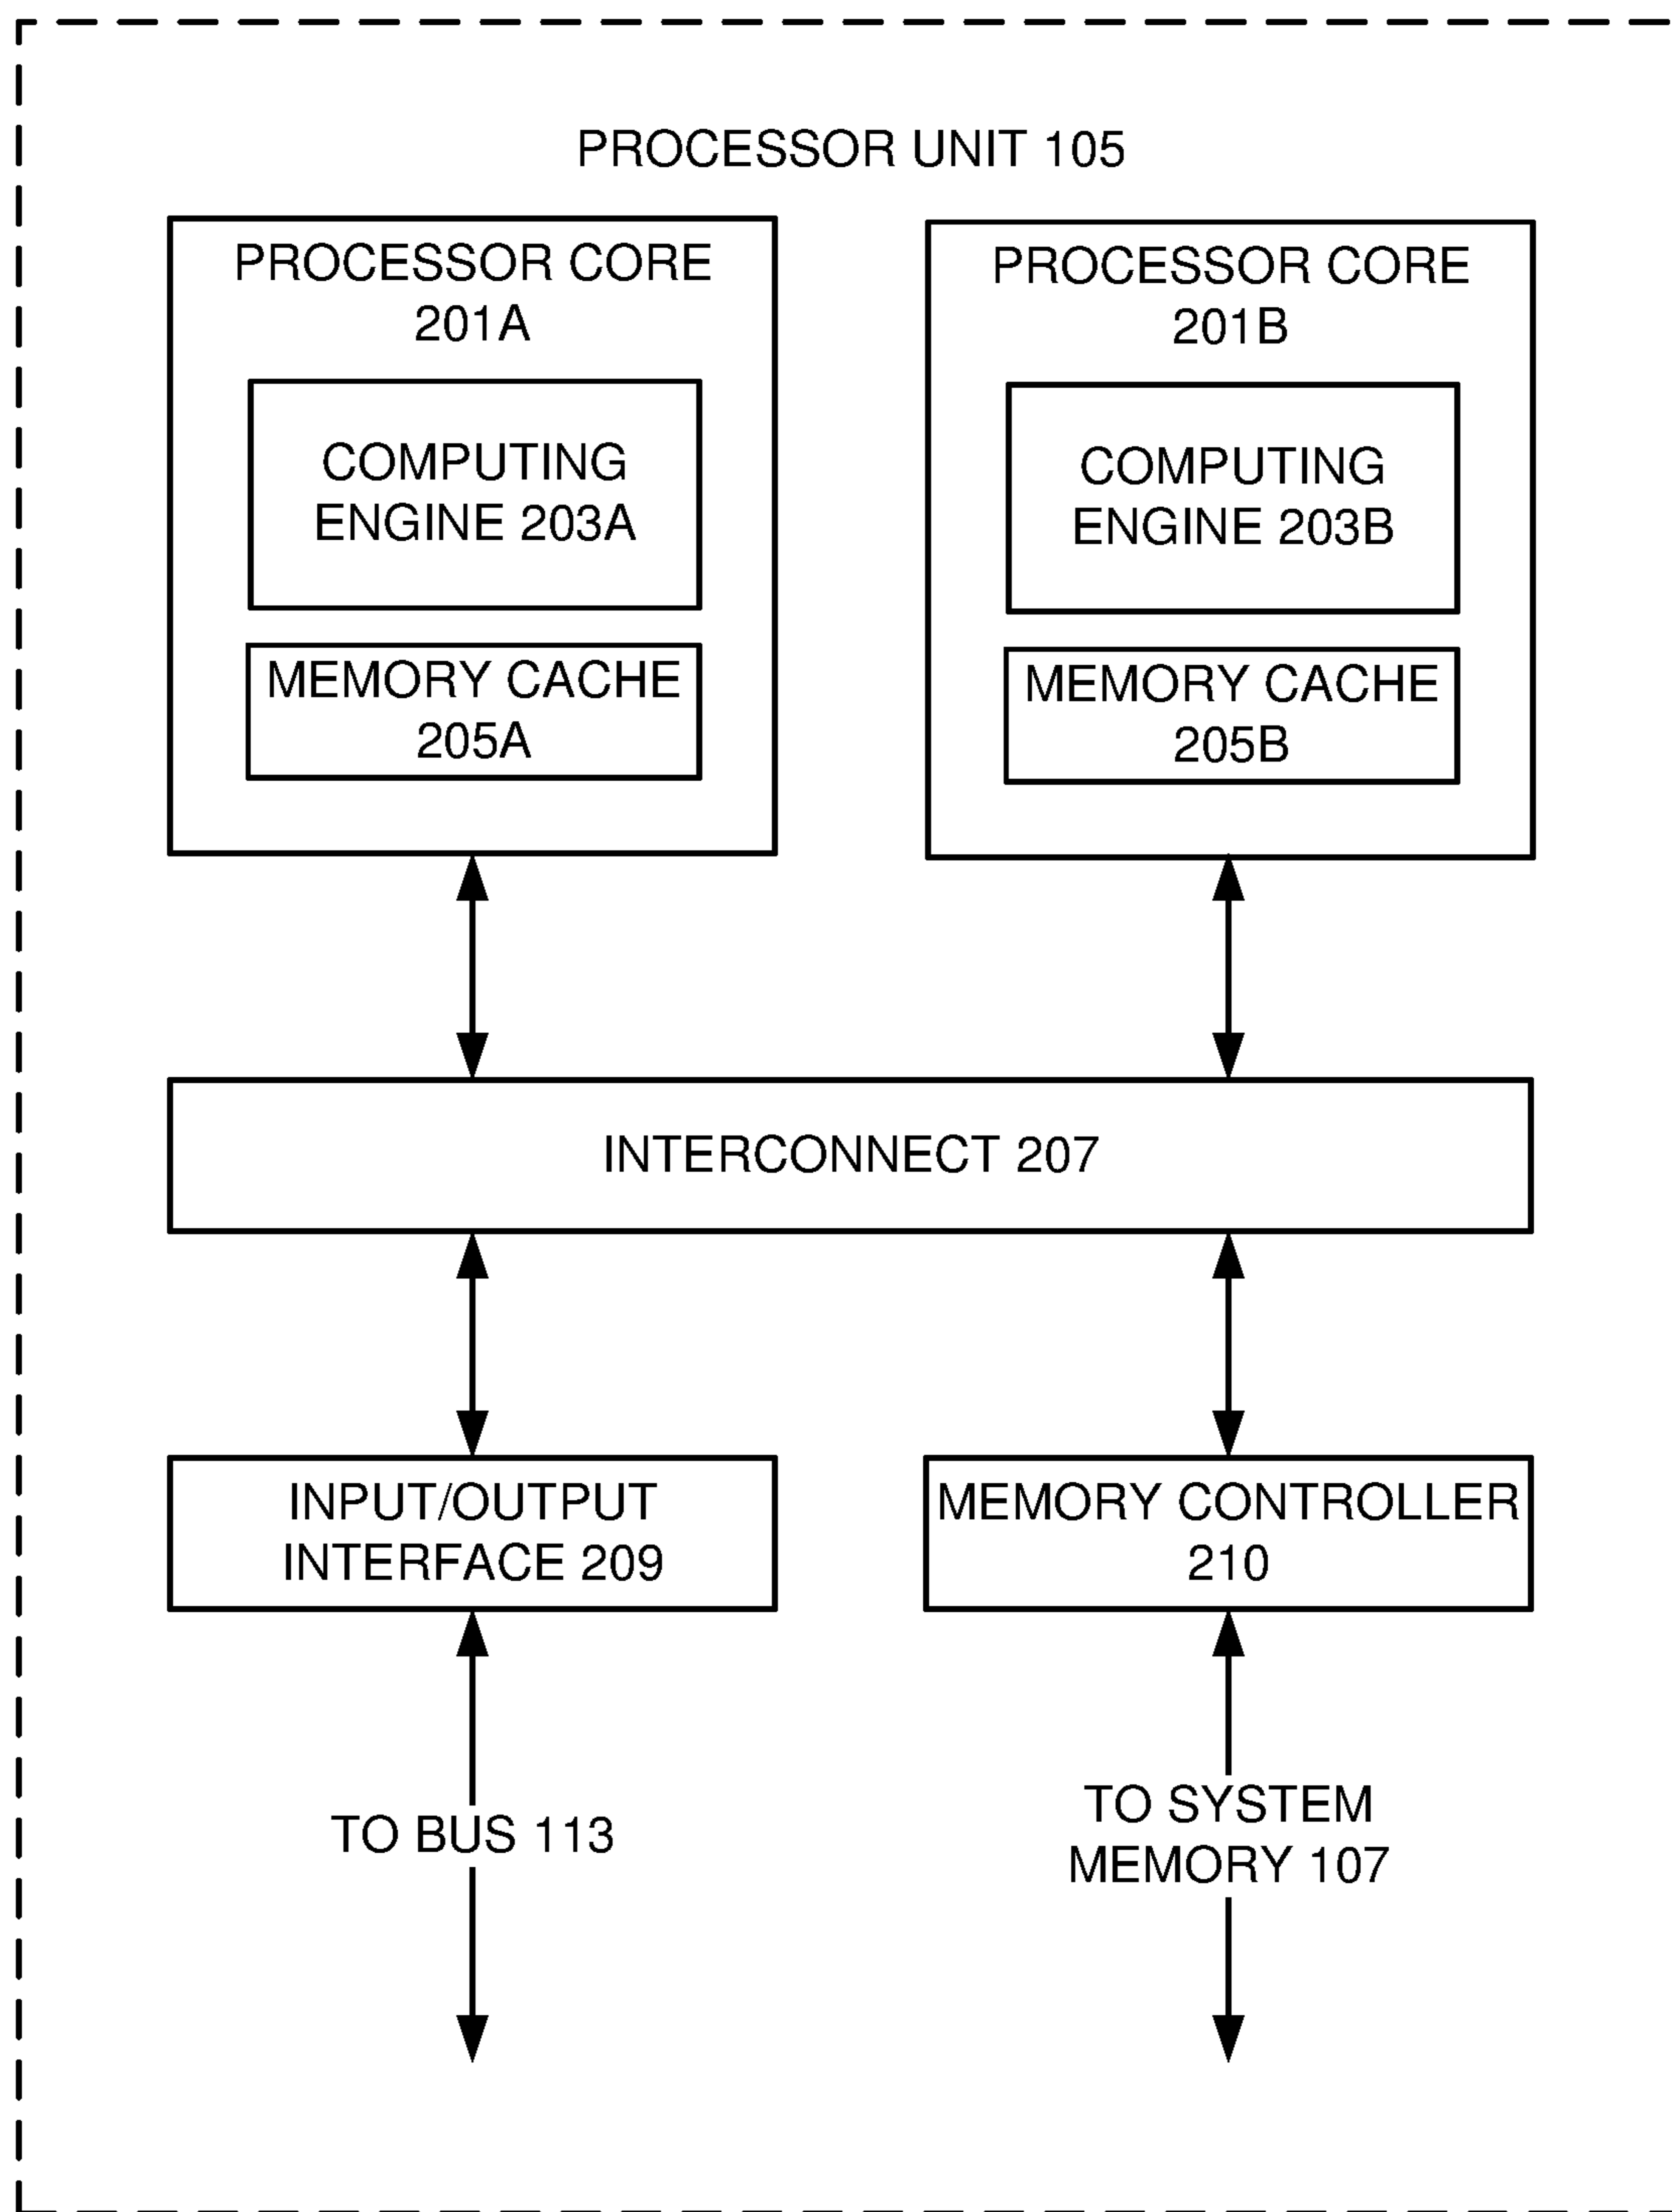 PROCESSOR UNIT 105
PROCESSOR CORE
201A
COMPUTING
ENGINE 203A
MEMORY CACHE
205A
PROCESSOR CORE
201B
COMPUTING
ENGINE 203B
MEMORY CACHE
205B
INTERCONNECT 207
INPUT/OUTPUT
INTERFACE 209
MEMORY CONTROLLER
210
TO BUS 113
TO SYSTEM
MEMORY 107